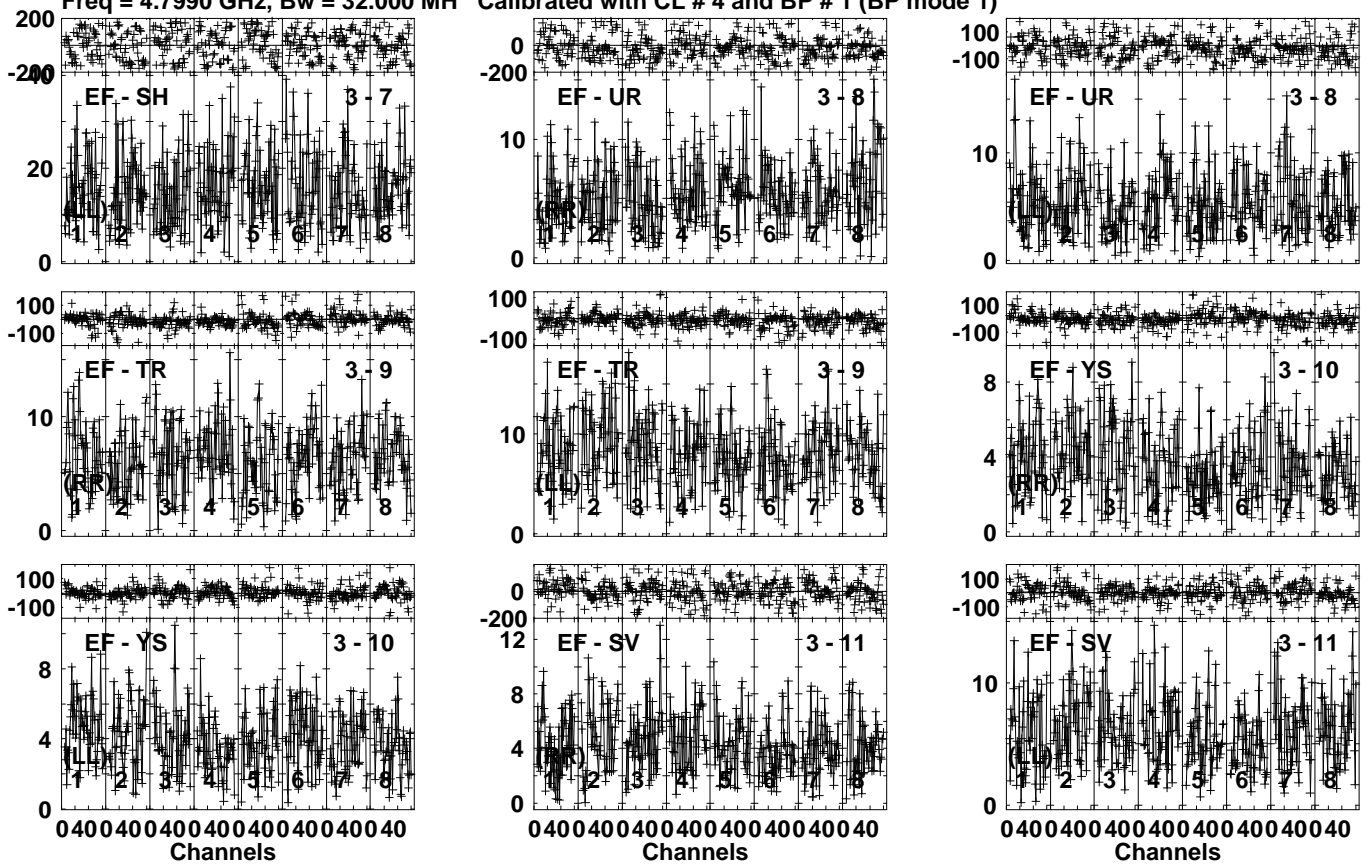 Freq = 4.7990 GHz, Bw = 32.000 MH Calibrated with CL # 4 and BP # 1 (BP mode 1)
200
-200
40
20
0
EF - SH
3 - 7
(LL)
1 2 3 4 5 6 7 8
0
-200
10
0
EF - UR
3 - 8
(RR)
1 2 3 4 5 6 7 8
100
-100
10
0
EF - UR
3 - 8
(LL)
1 2 3 4 5 6 7 8
100
-100
10
0
EF - TR
3 - 9
(RR)
1 2 3 4 5 6 7 8
100
-100
10
0
EF - TR
3 - 9
(LL)
1 2 3 4 5 6 7 8
100
-100
8
4
0
EF - YS
3 - 10
(RR)
1 2 3 4 5 6 7 8
100
-100
8
4
0
EF - YS
3 - 10
(LL)
1 2 3 4 5 6 7 8
0
-200
12
8
4
0
EF - SV
3 - 11
(RR)
1 2 3 4 5 6 7 8
100
-100
10
0
EF - SV
3 - 11
(LL)
1 2 3 4 5 6 7 8
0 40 0 40 0 40 0 40 0 40 0 40 0 40 0 40
Channels
0 40 0 40 0 40 0 40 0 40 0 40 0 40 0 40
Channels
0 40 0 40 0 40 0 40 0 40 0 40 0 40 0 40
Channels